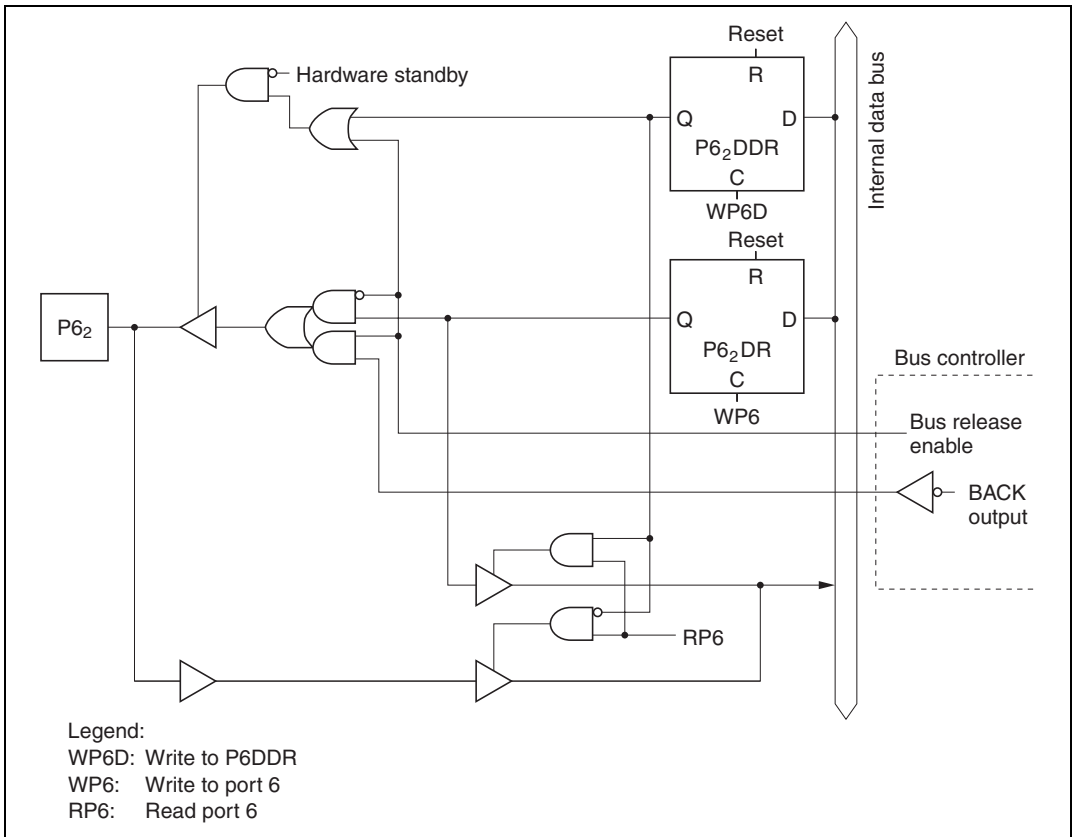 Reset
Hardware standby
R
Q
D
P6₂DDR
C
WP6D
Internal data bus
Reset
R
P6₂
Q
D
P6₂DR
C
WP6
Bus controller
Bus release
enable
BACK
output
RP6
Legend:
WP6D: Write to P6DDR
WP6: Write to port 6
RP6: Read port 6